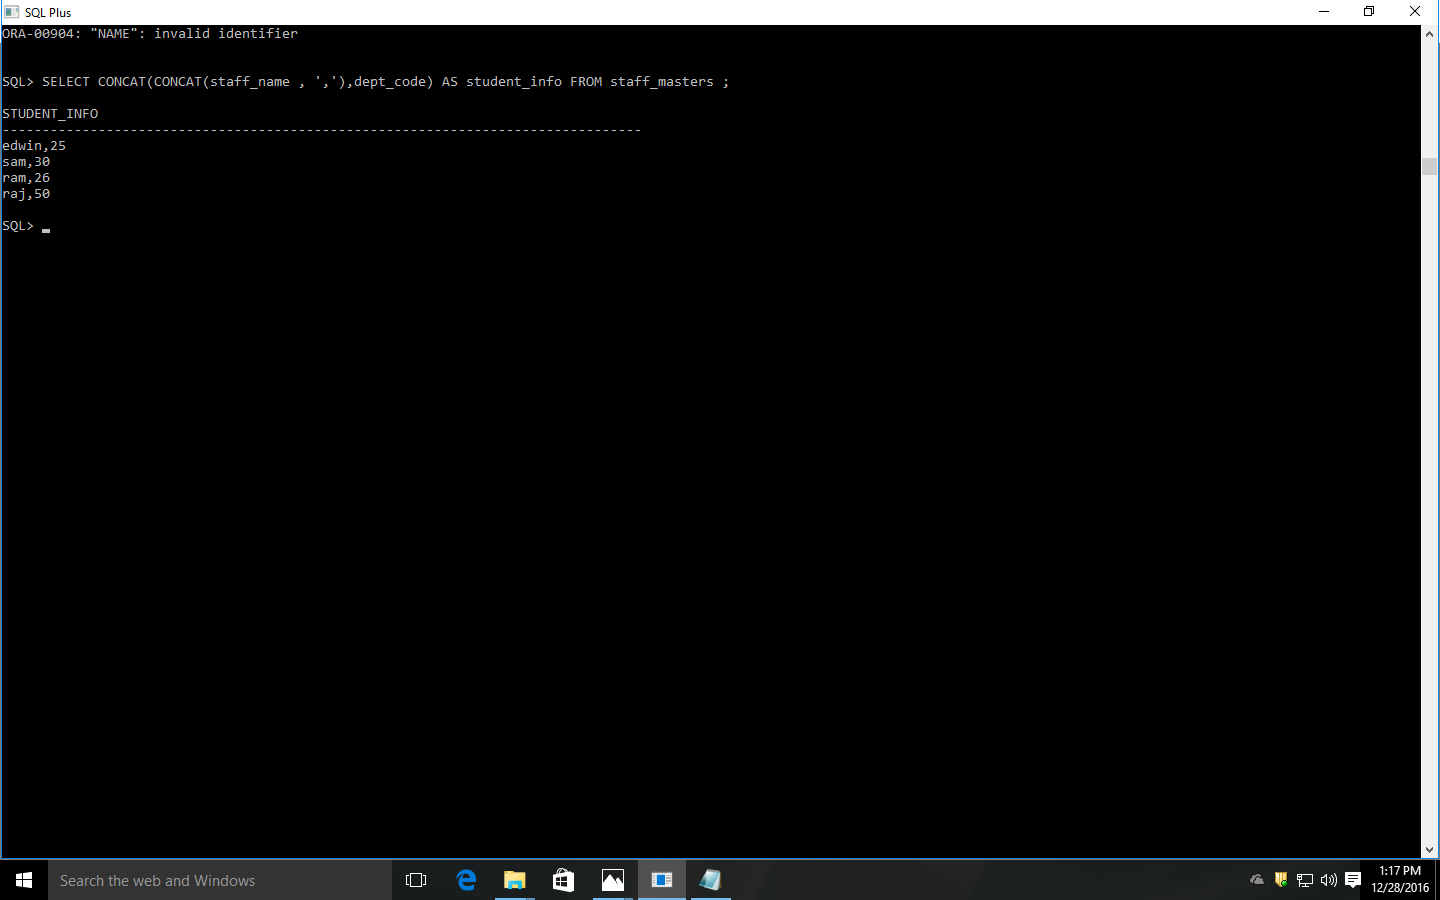 SQL Plus
ORA-00904: "NAME": invalid identifier
SQL> SELECT CONCAT(CONCAT(staff_name , ','),dept_code) AS student_info FROM staff_masters ;
STUDENT_INFO
--------------------------------------------------------------------------------
edwin,25
sam,30
ram,26
raj,50
SQL>
Search the web and Windows
1:17 PM
12/28/2016